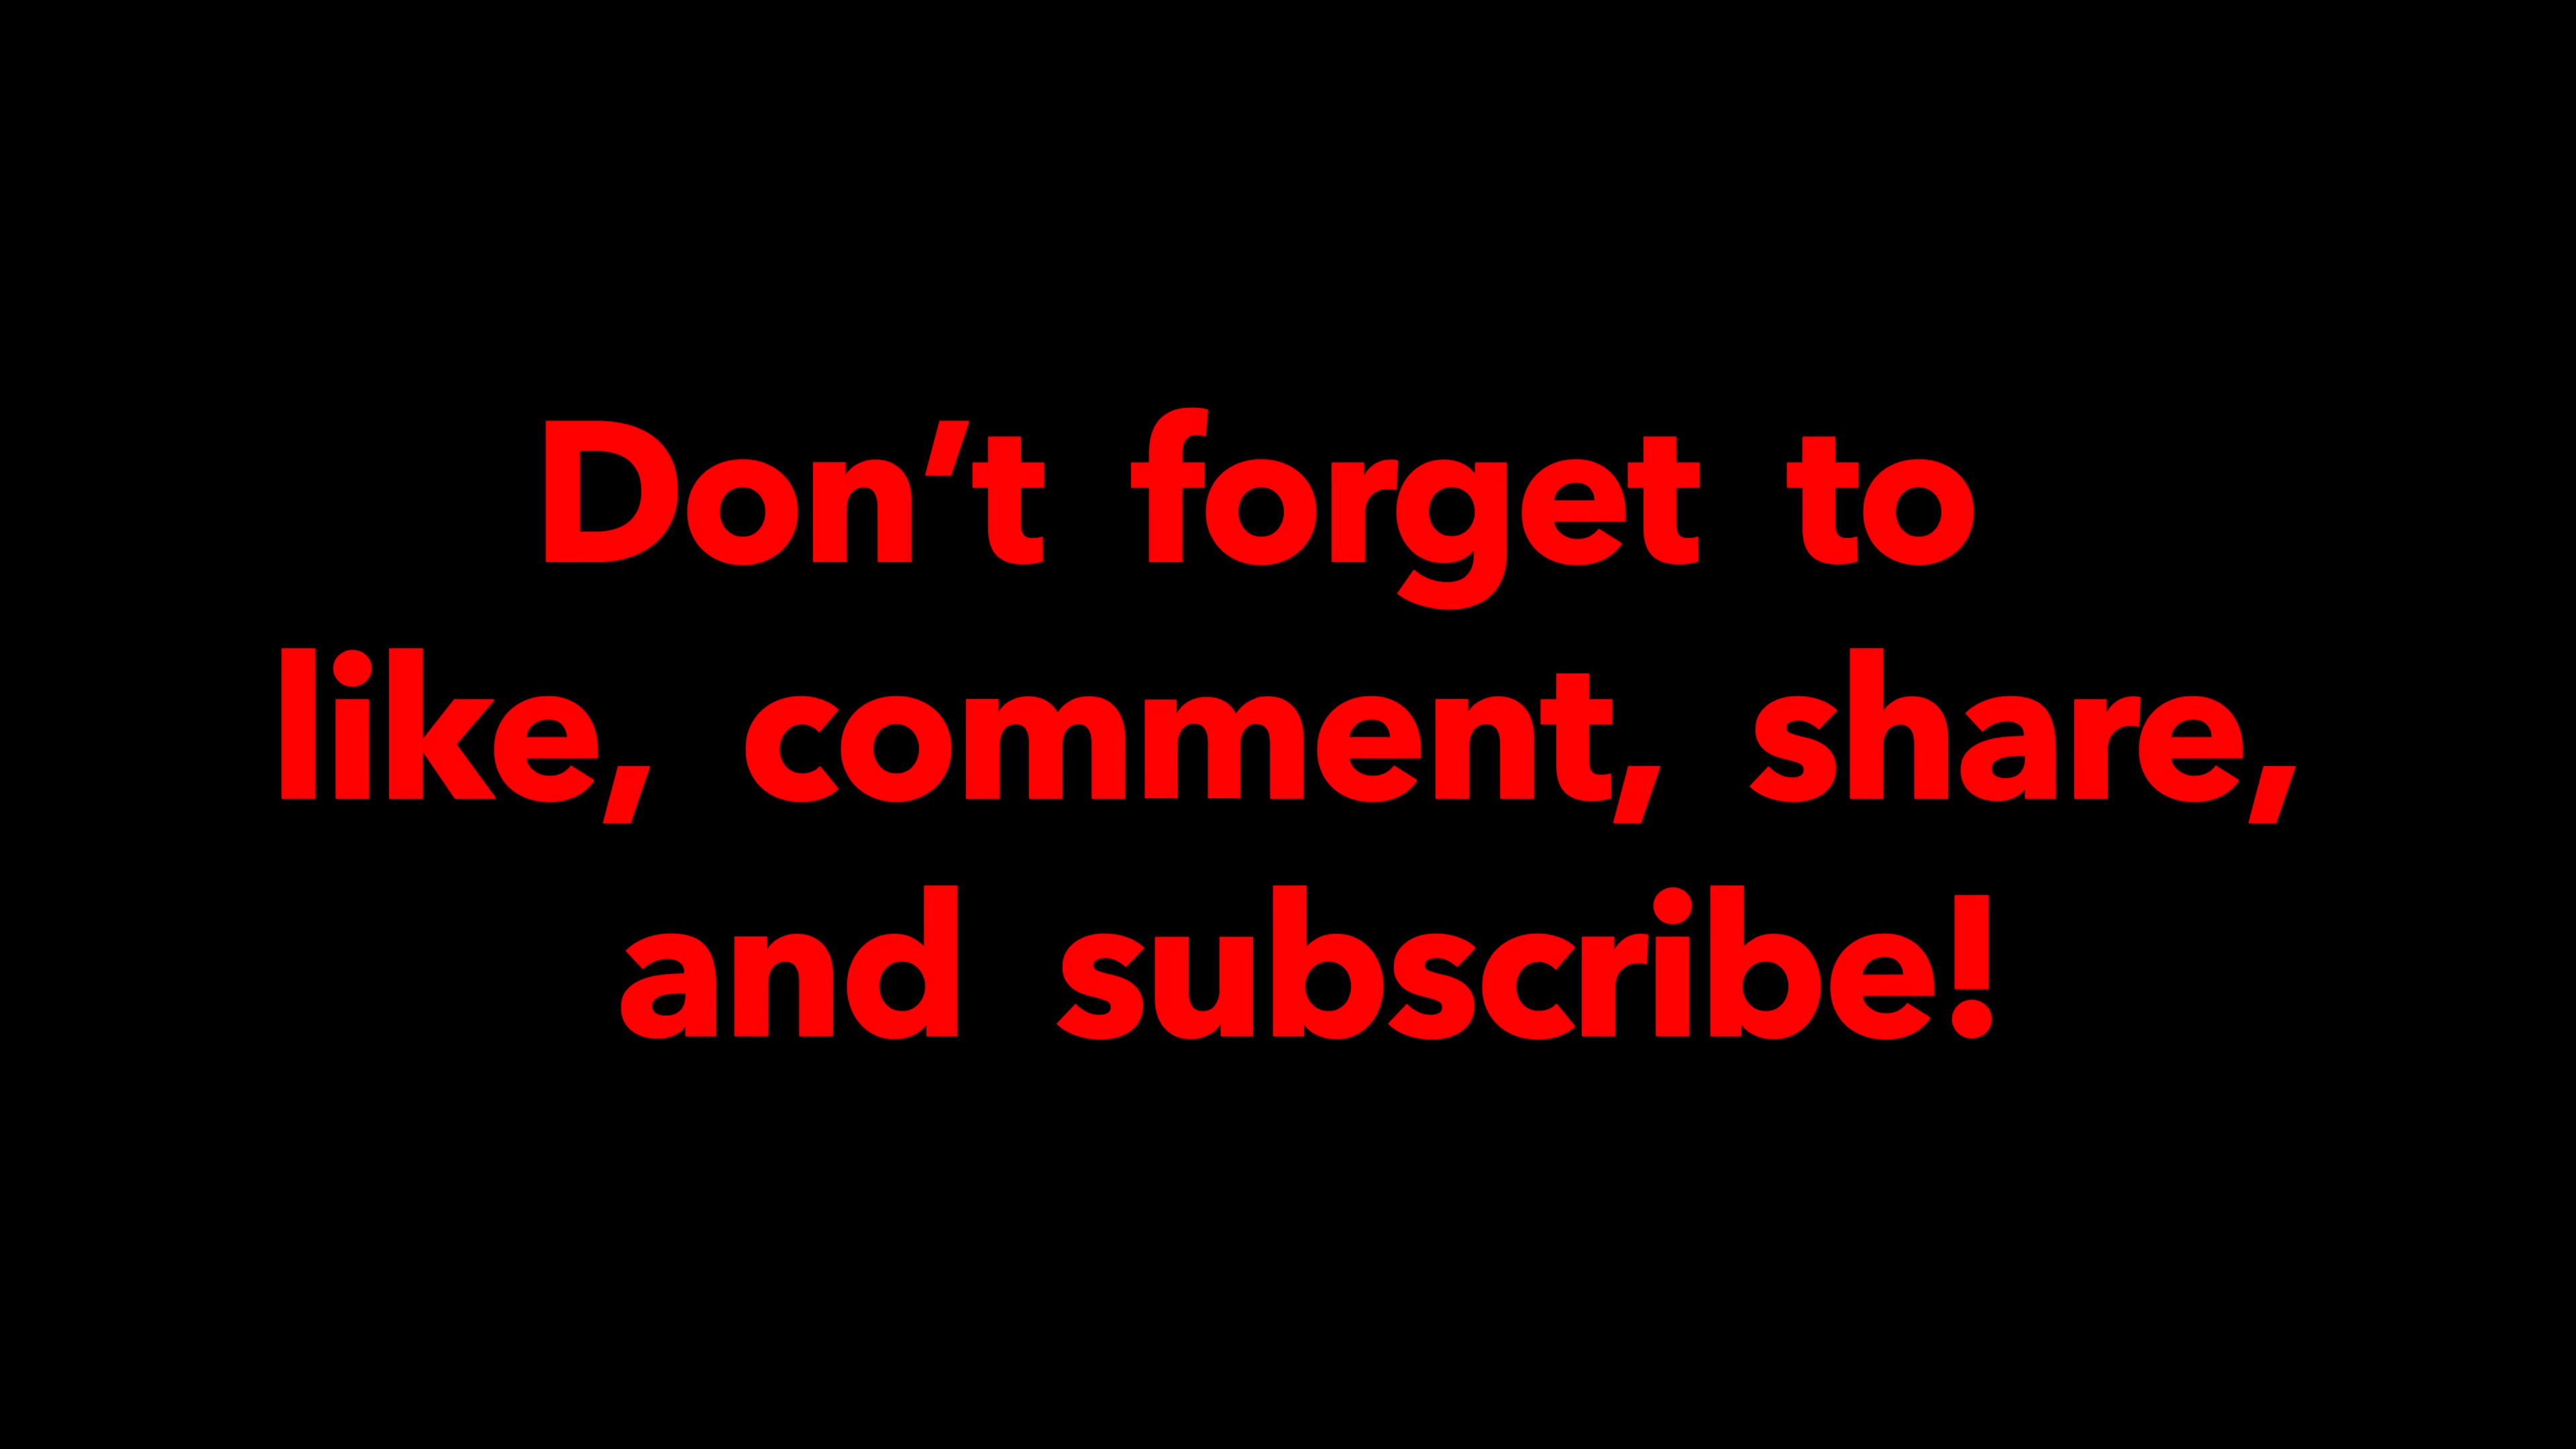 Don’t forget to
like, comment, share,
and subscribe!